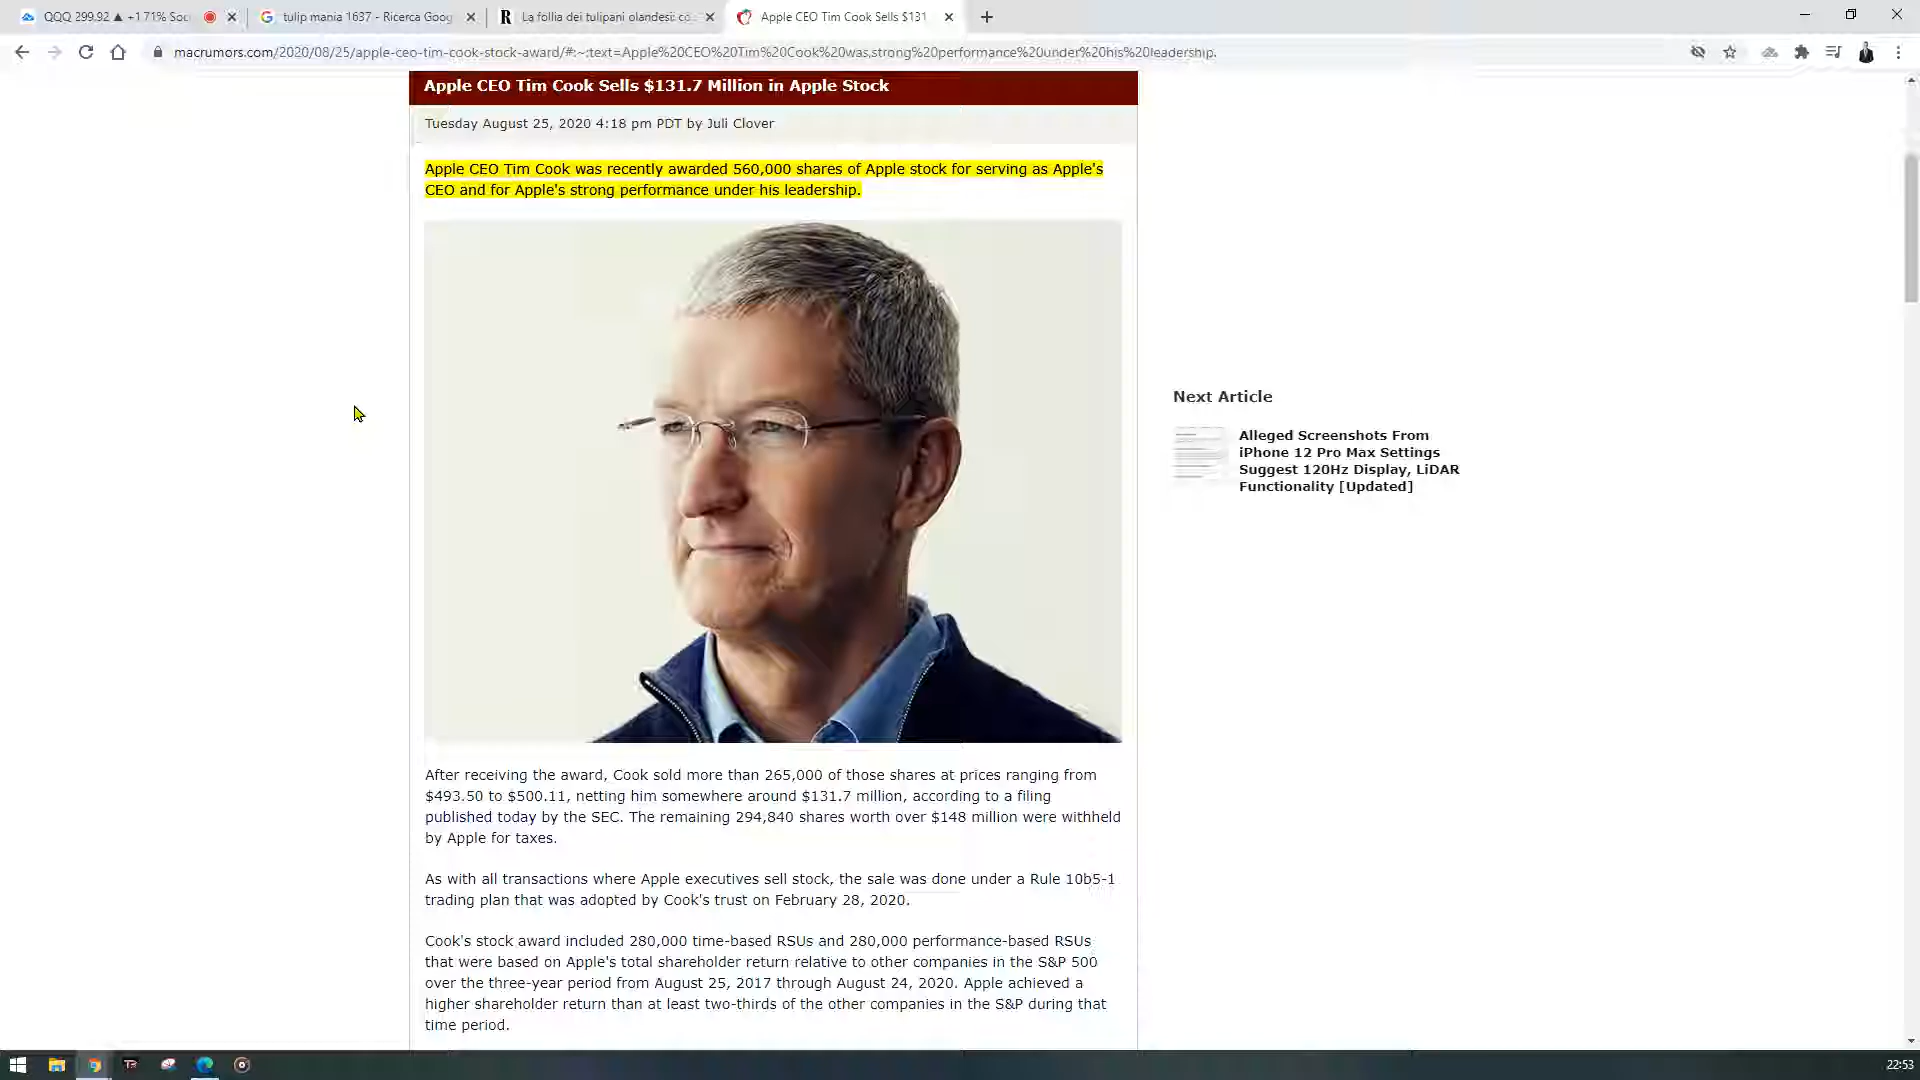 QQQ 299.92 ▲ +1.71% Soc
tulip mania 1637 - Ricerca Goog
La follia dei tulipani olandesi: co
Apple CEO Tim Cook Sells $131
macrumors.com/2020/08/25/apple-ceo-tim-cook-stock-award/#:~:text=Apple%20CEO%20Tim%20Cook%20was,strong%20performance%20under%20his%20leadership.
Apple CEO Tim Cook Sells $131.7 Million in Apple Stock
Tuesday August 25, 2020 4:18 pm PDT by Juli Clover
Apple CEO Tim Cook was recently awarded 560,000 shares of Apple stock for serving as Apple's
CEO and for Apple's strong performance under his leadership.
After receiving the award, Cook sold more than 265,000 of those shares at prices ranging from
$493.50 to $500.11, netting him somewhere around $131.7 million, according to a filing
published today by the SEC. The remaining 294,840 shares worth over $148 million were withheld
by Apple for taxes.
As with all transactions where Apple executives sell stock, the sale was done under a Rule 10b5-1
trading plan that was adopted by Cook's trust on February 28, 2020.
Cook's stock award included 280,000 time-based RSUs and 280,000 performance-based RSUs
that were based on Apple's total shareholder return relative to other companies in the S&P 500
over the three-year period from August 25, 2017 through August 24, 2020. Apple achieved a
higher shareholder return than at least two-thirds of the other companies in the S&P during that
time period.
Next Article
Alleged Screenshots From
iPhone 12 Pro Max Settings
Suggest 120Hz Display, LiDAR
Functionality [Updated]
22:53